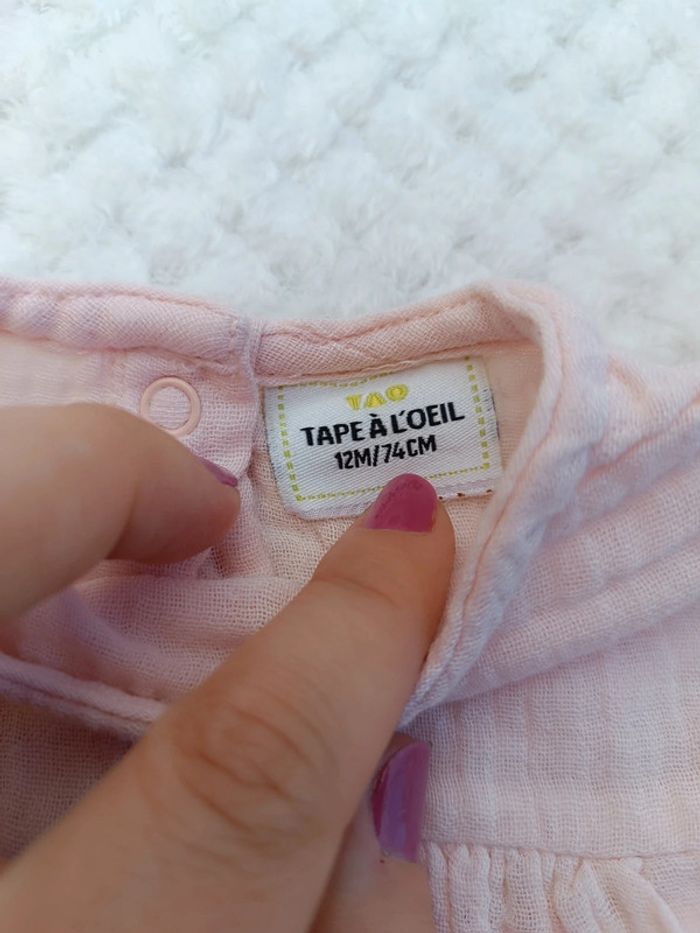 TAO
TAPE À L'OEIL
12M/74CM